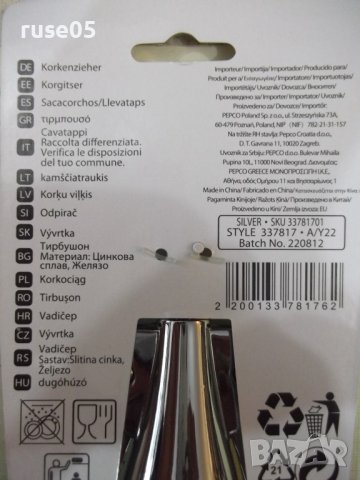 ruse05
DE Korkenzieher
EE Korgitser
ES Sacacorchos/Llevataps
GR τιρμπουσό
IT Cavatappi
Raccolta differenziata.
Verifica le disposizioni
del tuo comune.
LT kamščiatraukis
LV Korķu viļķis
SI Odpirač
SK Vývrtka
BG Тирбушон
Материал: Цинкова
сплав, Желязо
PL Korkociąg
RO Tirbuşon
HR Vadičep
CZ Vývrtka
RS Vadičep
Sastav:Slitina cinka,
Željezo
HU dugóhúzó
Importeur/Importija/Importador/Producido para/
Produit per a/Εισαγωγέας/Importatore/Importuotojas/
Importētājs/Uvoznik/Dovozca/Вносител/
Произведено за/Importer/Importator/Uvoznik/
Proizvedeno za/Dovozce/Importőr:
PEPCO Poland Sp. z o.o., ul. Strzeszyńska 73A,
60-479 Poznań, Poland, NIP (NIF) 782-21-31-157
Na tržište RH stavlja: Pepco Croatia d.o.o.,
D. T. Gavrana 11, 10020 Zagreb
Uvoznik za Srbiju: PEPCO d.o.o. Bulevar Mihaila
Pupina 10L, 11000 Novi Beograd. Dobavljač:
PEPCO GREECE ΜΟΝΟΠΡΟΣΩΠΗ Ι.Κ.Ε.,
Made in China/Fabricado en China/
Pagaminta Kinijoje/Ražots Ķīnā/Произведено в Китай/
Proizvedeno u Kini/Zemlja izvoza: EU
SILVER • SKU 33781701
STYLE 337817 • A/Y22
Batch No. 220812
2 200133 781762
21
bazar.bg